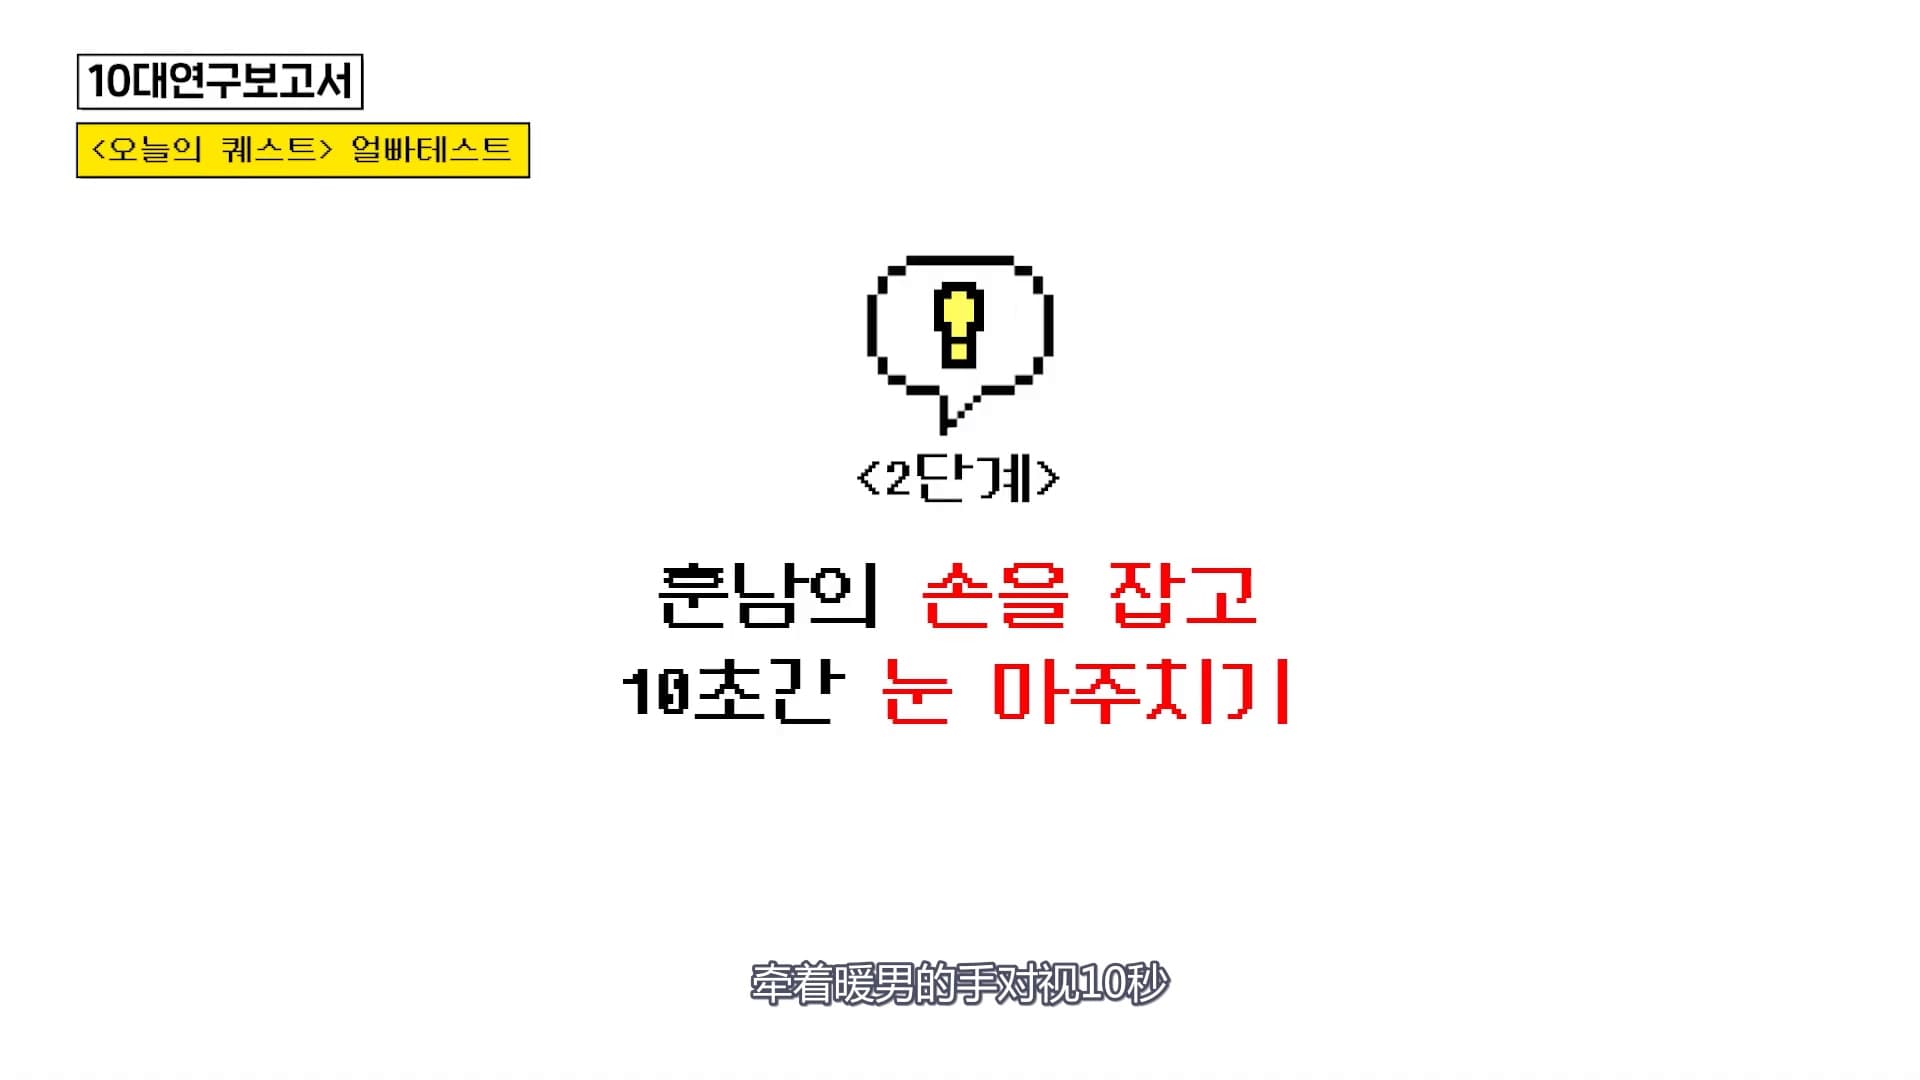 10대연구보고서
<오늘의 퀘스트> 얼빠테스트
<2단계>
훈남의 손을 잡고
10초간 눈 마주치기
牵着暖男的手对视10秒